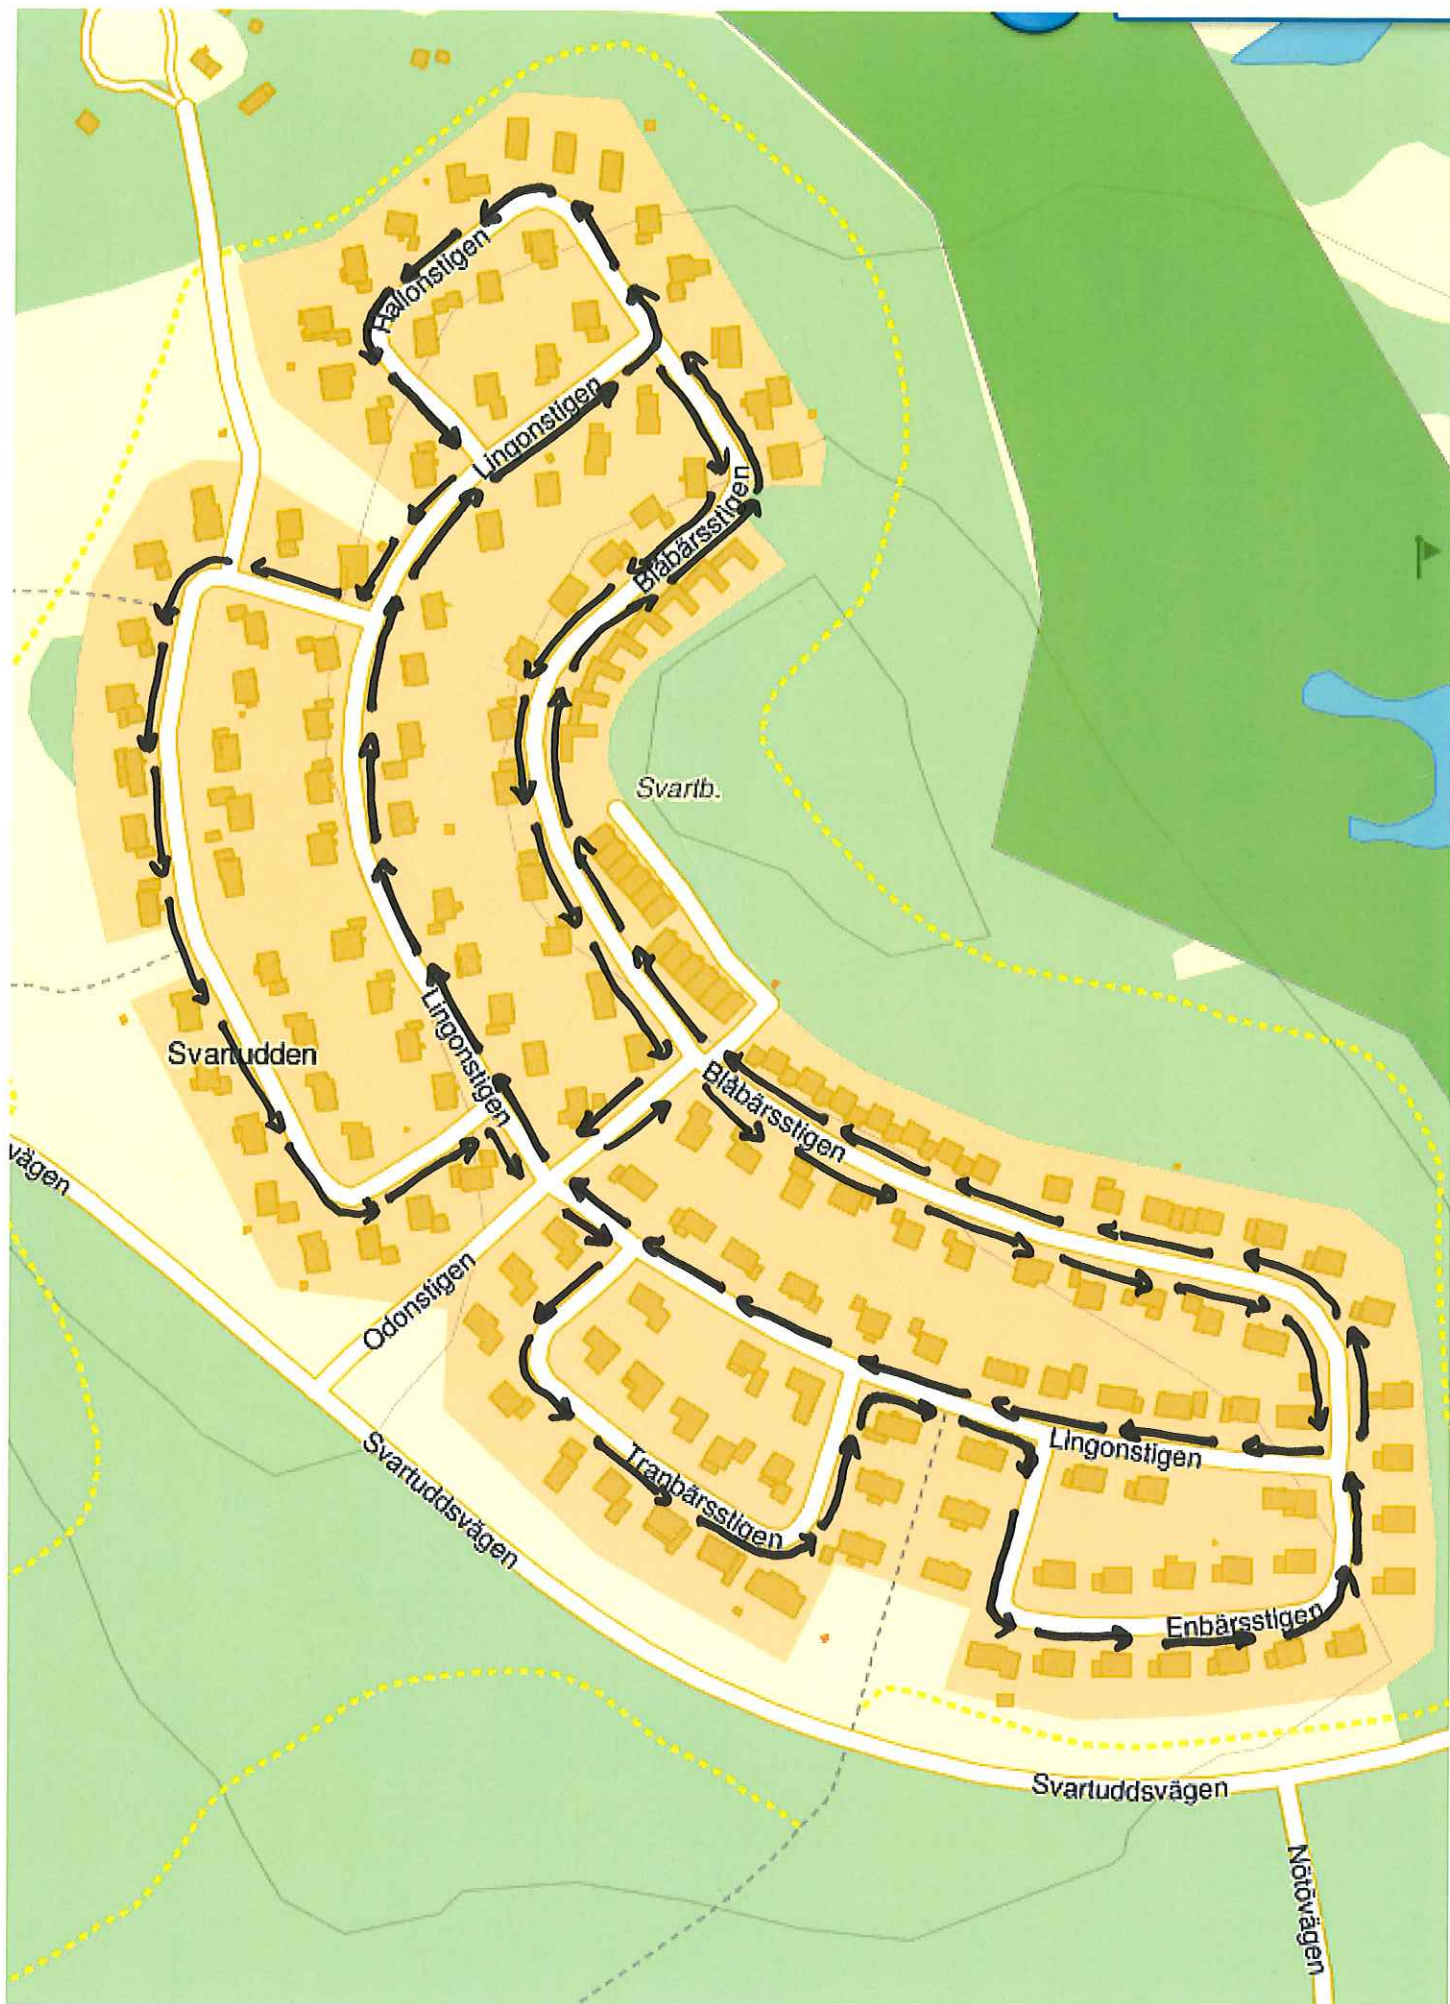 Hallonstigen
Lingonstigen
Blåbärsstigen
Svartb.
Lingonstigen
Svartudden
Blåbärsstigen
vägen
Odonstigen
Lingonstigen
Tranbärsstigen
Svartuddsvägen
Enbärsstigen
Svartuddsvägen
Nötövägen